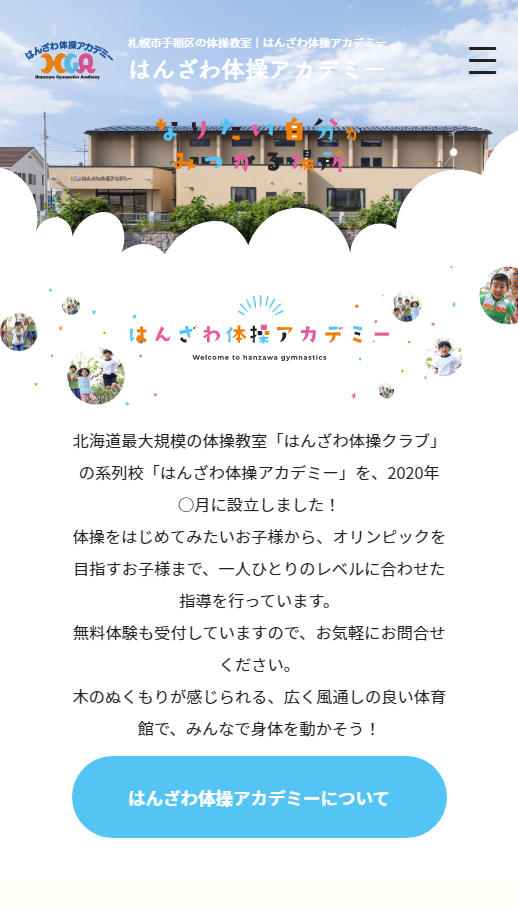 はんざわ体操アカデミー
HGA
Hanzawa Gymnastics Academy
札幌市手稲区の体操教室｜はんざわ体操アカデミー
はんざわ体操アカデミー
なりたい自分が
みつかる場所
はんざわ体操アカデミー
はんざわ体操アカデミー
Welcome to hanzawa gymnastics
北海道最大規模の体操教室「はんざわ体操クラブ」
の系列校「はんざわ体操アカデミー」を、2020年
〇月に設立しました！
体操をはじめてみたいお子様から、オリンピックを
目指すお子様まで、一人ひとりのレベルに合わせた
指導を行っています。
無料体験も受付していますので、お気軽にお問合せ
ください。
木のぬくもりが感じられる、広く風通しの良い体育
館で、みんなで身体を動かそう！
はんざわ体操アカデミーについて